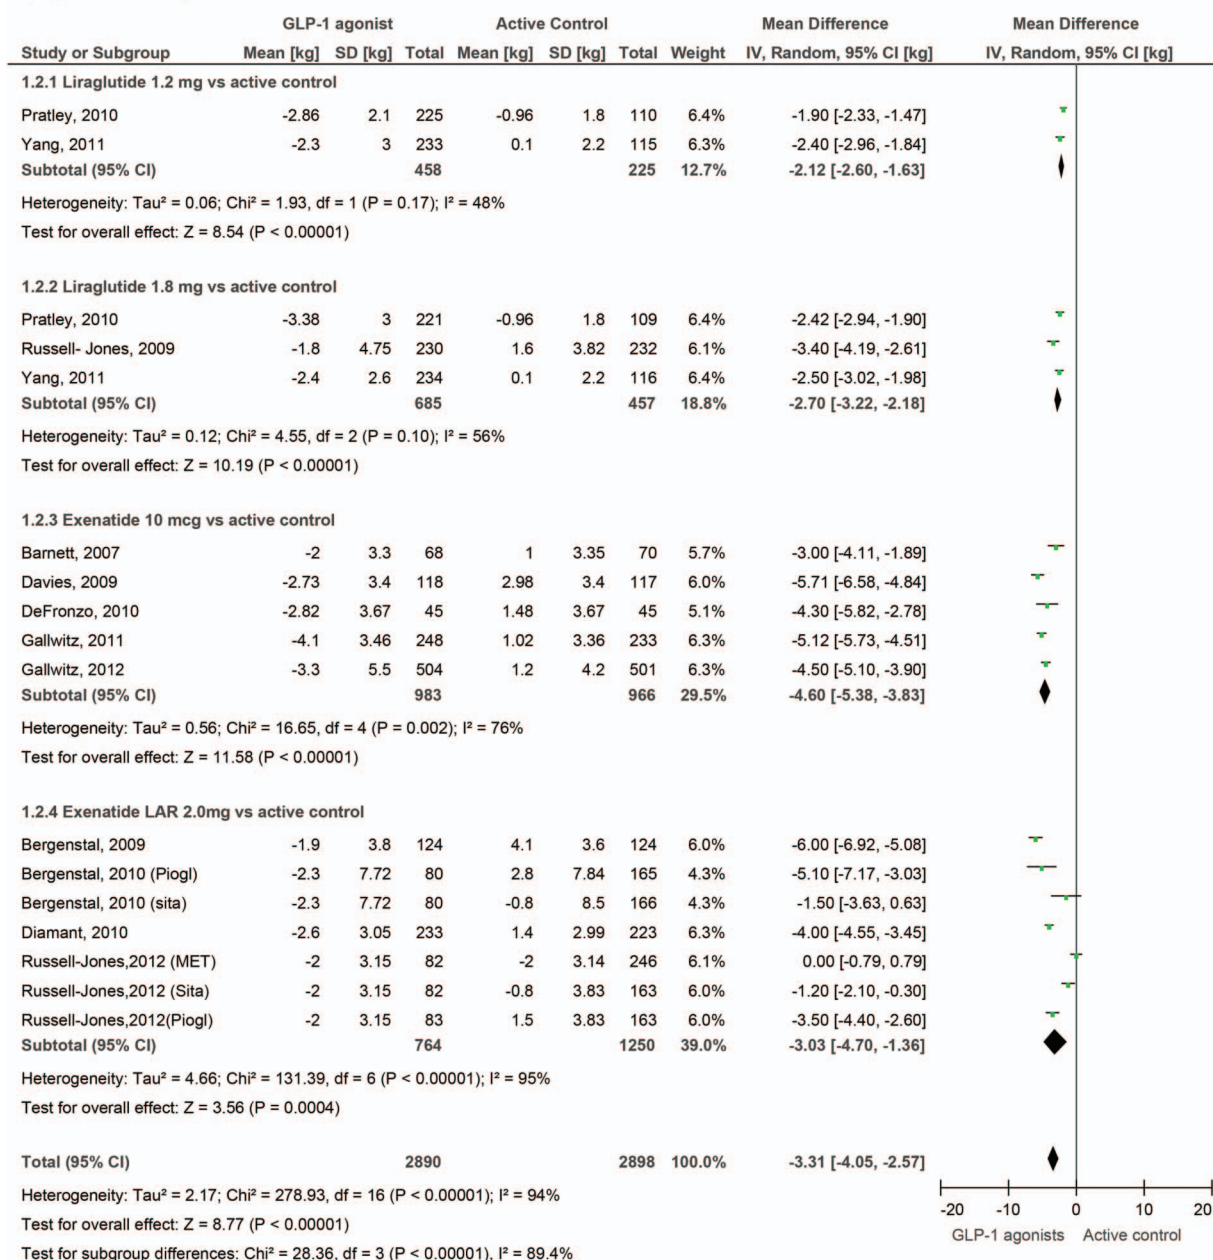 GLP-1 agonist Active Control Mean Difference Mean Difference
Study or Subgroup Mean [kg] SD [kg] Total Mean [kg] SD [kg] Total Weight IV, Random, 95% CI [kg] IV, Random, 95% CI [kg]
1.2.1 Liraglutide 1.2 mg vs active control
Pratley, 2010 -2.86 2.1 225 -0.96 1.8 110 6.4% -1.90 [-2.33, -1.47]
Yang, 2011 -2.3 3 233 0.1 2.2 115 6.3% -2.40 [-2.96, -1.84]
Subtotal (95% CI) 458 225 12.7% -2.12 [-2.60, -1.63]
Heterogeneity: Tau² = 0.06; Chi² = 1.93, df = 1 (P = 0.17); I² = 48%
Test for overall effect: Z = 8.54 (P < 0.00001)
1.2.2 Liraglutide 1.8 mg vs active control
Pratley, 2010 -3.38 3 221 -0.96 1.8 109 6.4% -2.42 [-2.94, -1.90]
Russell- Jones, 2009 -1.8 4.75 230 1.6 3.82 232 6.1% -3.40 [-4.19, -2.61]
Yang, 2011 -2.4 2.6 234 0.1 2.2 116 6.4% -2.50 [-3.02, -1.98]
Subtotal (95% CI) 685 457 18.8% -2.70 [-3.22, -2.18]
Heterogeneity: Tau² = 0.12; Chi² = 4.55, df = 2 (P = 0.10); I² = 56%
Test for overall effect: Z = 10.19 (P < 0.00001)
1.2.3 Exenatide 10 mcg vs active control
Barnett, 2007 -2 3.3 68 1 3.35 70 5.7% -3.00 [-4.11, -1.89]
Davies, 2009 -2.73 3.4 118 2.98 3.4 117 6.0% -5.71 [-6.58, -4.84]
DeFronzo, 2010 -2.82 3.67 45 1.48 3.67 45 5.1% -4.30 [-5.82, -2.78]
Gallwitz, 2011 -4.1 3.46 248 1.02 3.36 233 6.3% -5.12 [-5.73, -4.51]
Gallwitz, 2012 -3.3 5.5 504 1.2 4.2 501 6.3% -4.50 [-5.10, -3.90]
Subtotal (95% CI) 983 966 29.5% -4.60 [-5.38, -3.83]
Heterogeneity: Tau² = 0.56; Chi² = 16.65, df = 4 (P = 0.002); I² = 76%
Test for overall effect: Z = 11.58 (P < 0.00001)
1.2.4 Exenatide LAR 2.0mg vs active control
Bergenstal, 2009 -1.9 3.8 124 4.1 3.6 124 6.0% -6.00 [-6.92, -5.08]
Bergenstal, 2010 (Piogl) -2.3 7.72 80 2.8 7.84 165 4.3% -5.10 [-7.17, -3.03]
Bergenstal, 2010 (sita) -2.3 7.72 80 -0.8 8.5 166 4.3% -1.50 [-3.63, 0.63]
Diamant, 2010 -2.6 3.05 233 1.4 2.99 223 6.3% -4.00 [-4.55, -3.45]
Russell-Jones,2012 (MET) -2 3.15 82 -2 3.14 246 6.1% 0.00 [-0.79, 0.79]
Russell-Jones,2012 (Sita) -2 3.15 82 -0.8 3.83 163 6.0% -1.20 [-2.10, -0.30]
Russell-Jones,2012(Piogl) -2 3.15 83 1.5 3.83 163 6.0% -3.50 [-4.40, -2.60]
Subtotal (95% CI) 764 1250 39.0% -3.03 [-4.70, -1.36]
Heterogeneity: Tau² = 4.66; Chi² = 131.39, df = 6 (P < 0.00001); I² = 95%
Test for overall effect: Z = 3.56 (P = 0.0004)
Total (95% CI) 2890 2898 100.0% -3.31 [-4.05, -2.57]
Heterogeneity: Tau² = 2.17; Chi² = 278.93, df = 16 (P < 0.00001); I² = 94%
Test for overall effect: Z = 8.77 (P < 0.00001)
Test for subgroup differences: Chi² = 28.36, df = 3 (P < 0.00001), I² = 89.4%
-20 -10 0 10 20
GLP-1 agonists Active control